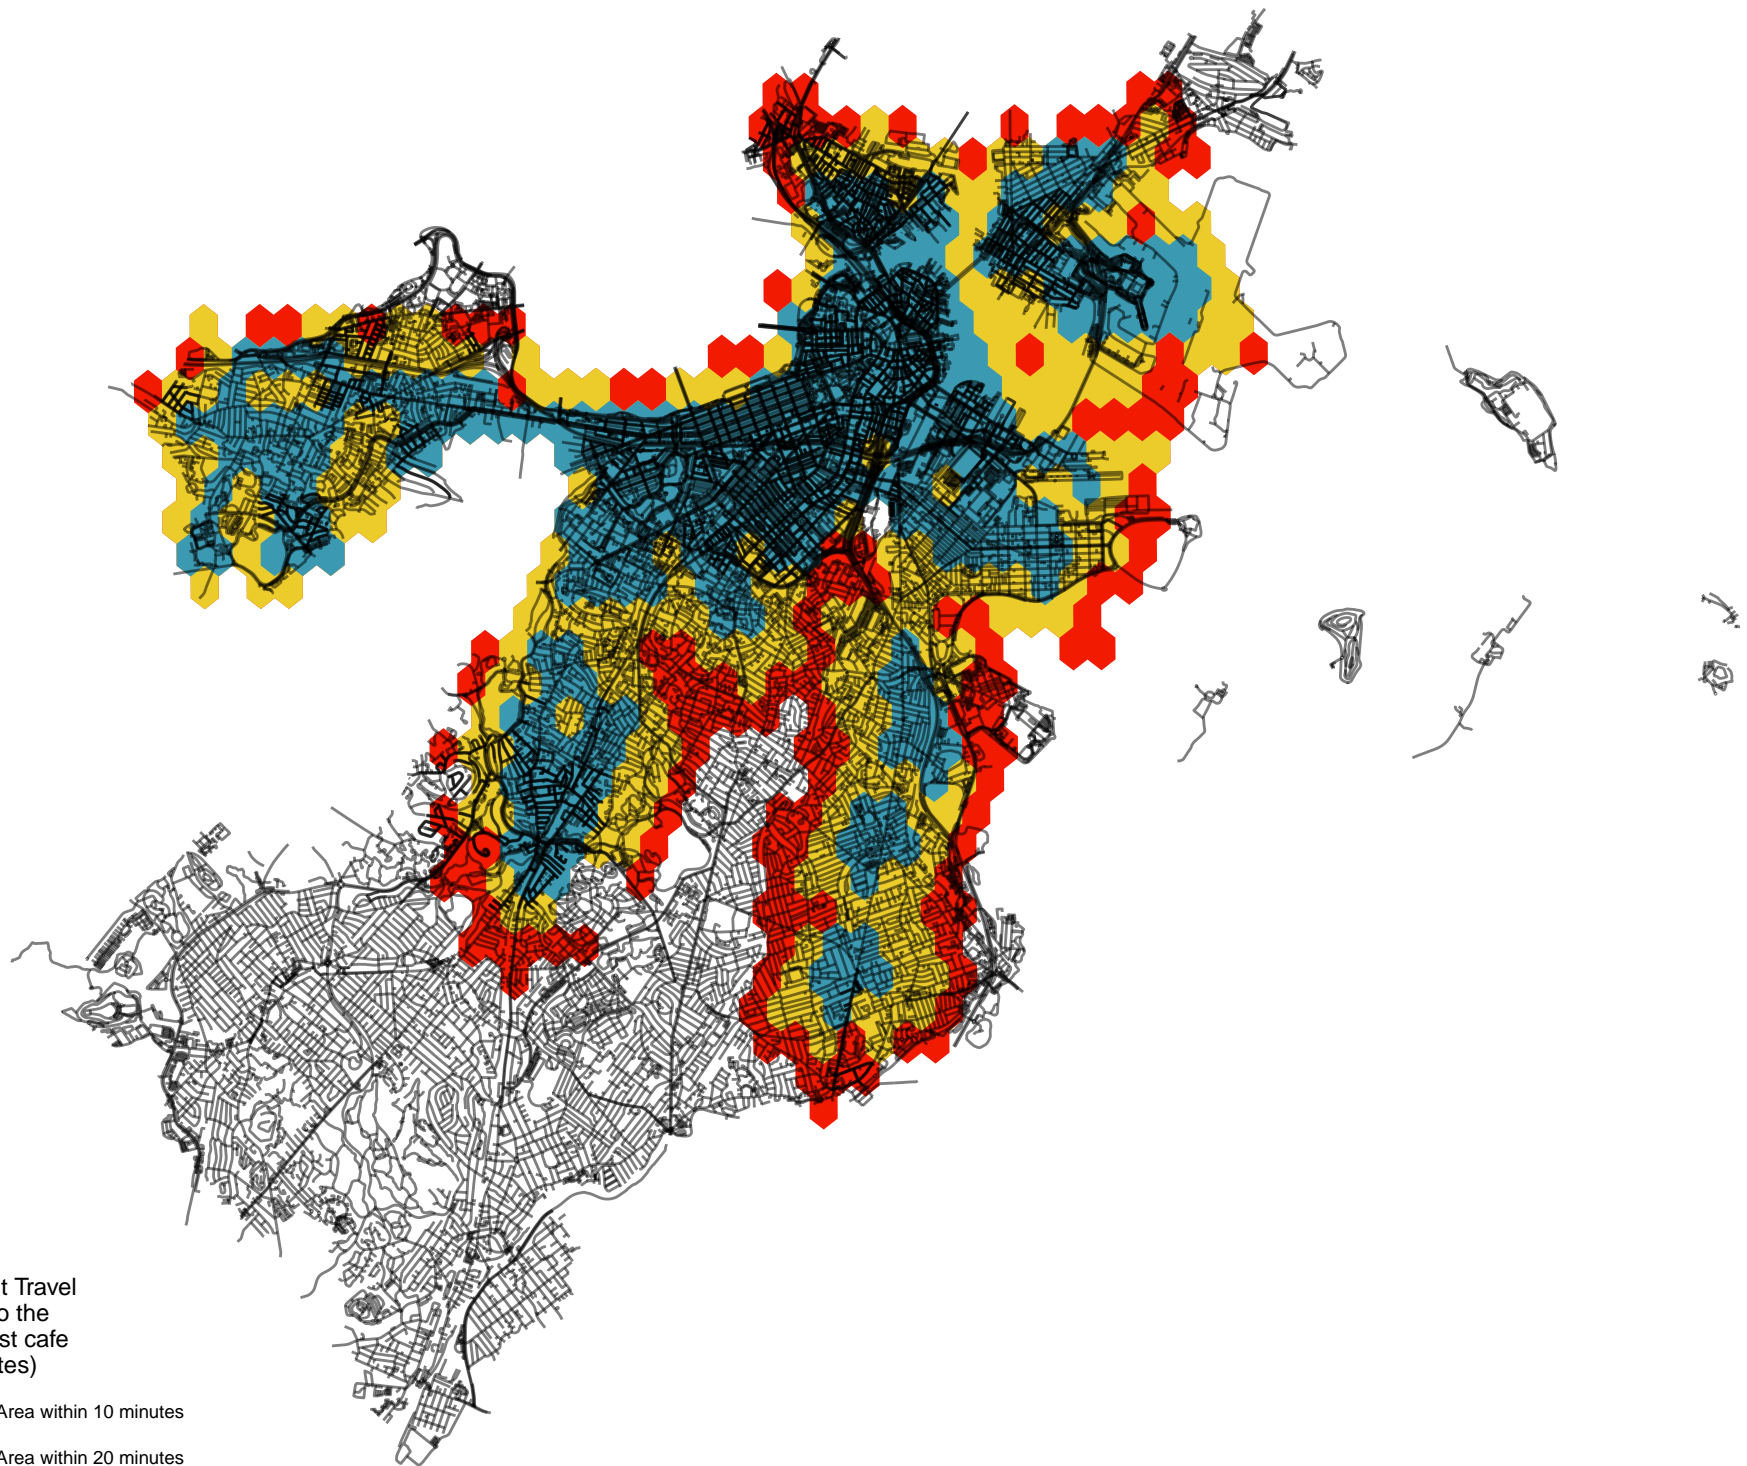 t Travel
o the
st cafe
tes)
Area within 10 minutes
Area within 20 minutes